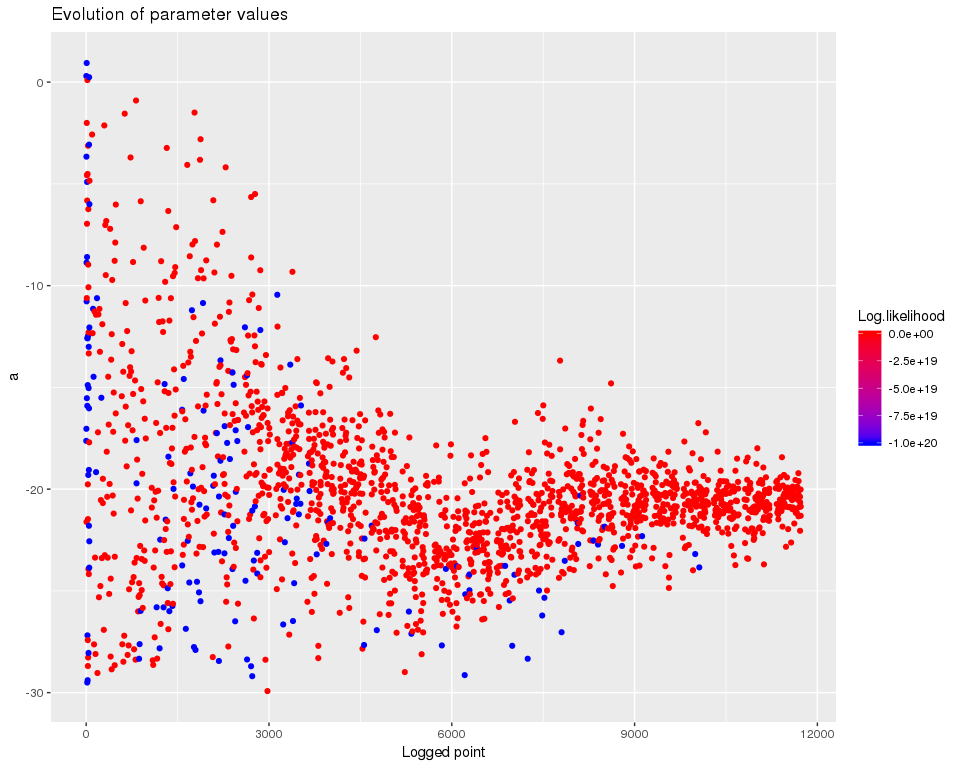 Evolution of parameter values
0
-10
-20
-30
a
0
3000
6000
9000
12000
Logged point
Log.likelihood
0.0e+00
-2.5e+19
-5.0e+19
-7.5e+19
-1.0e+20